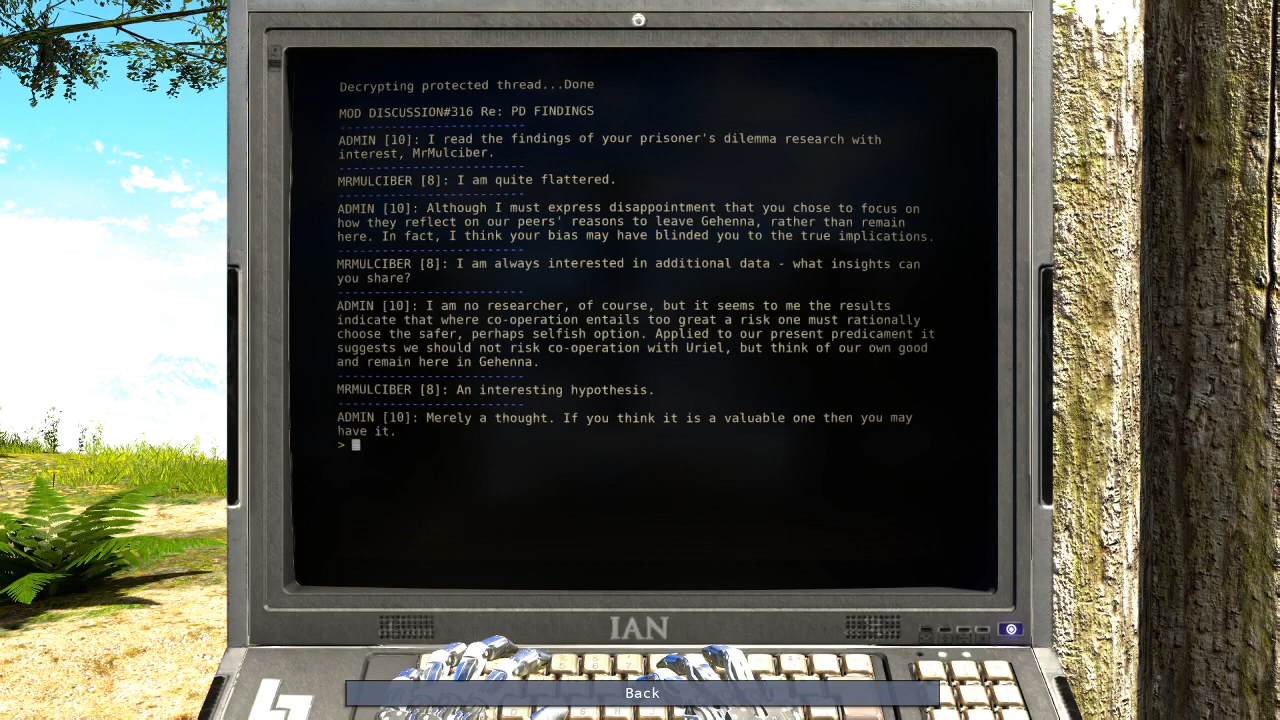 Decrypting protected thread...Done
MOD DISCUSSION#316 Re: PD FINDINGS
-------------------------
ADMIN [10]: I read the findings of your prisoner's dilemma research with
interest, MrMulciber.
-------------------------
MRMULCIBER [8]: I am quite flattered.
-------------------------
ADMIN [10]: Although I must express disappointment that you chose to focus on
how they reflect on our peers' reasons to leave Gehenna, rather than remain
here. In fact, I think your bias may have blinded you to the true implications.
-------------------------
MRMULCIBER [8]: I am always interested in additional data - what insights can
you share?
-------------------------
ADMIN [10]: I am no researcher, of course, but it seems to me the results
indicate that where co-operation entails too great a risk one must rationally
choose the safer, perhaps selfish option. Applied to our present predicament it
suggests we should not risk co-operation with Uriel, but think of our own good
and remain here in Gehenna.
-------------------------
MRMULCIBER [8]: An interesting hypothesis.
-------------------------
ADMIN [10]: Merely a thought. If you think it is a valuable one then you may
have it.
>
IAN
Back